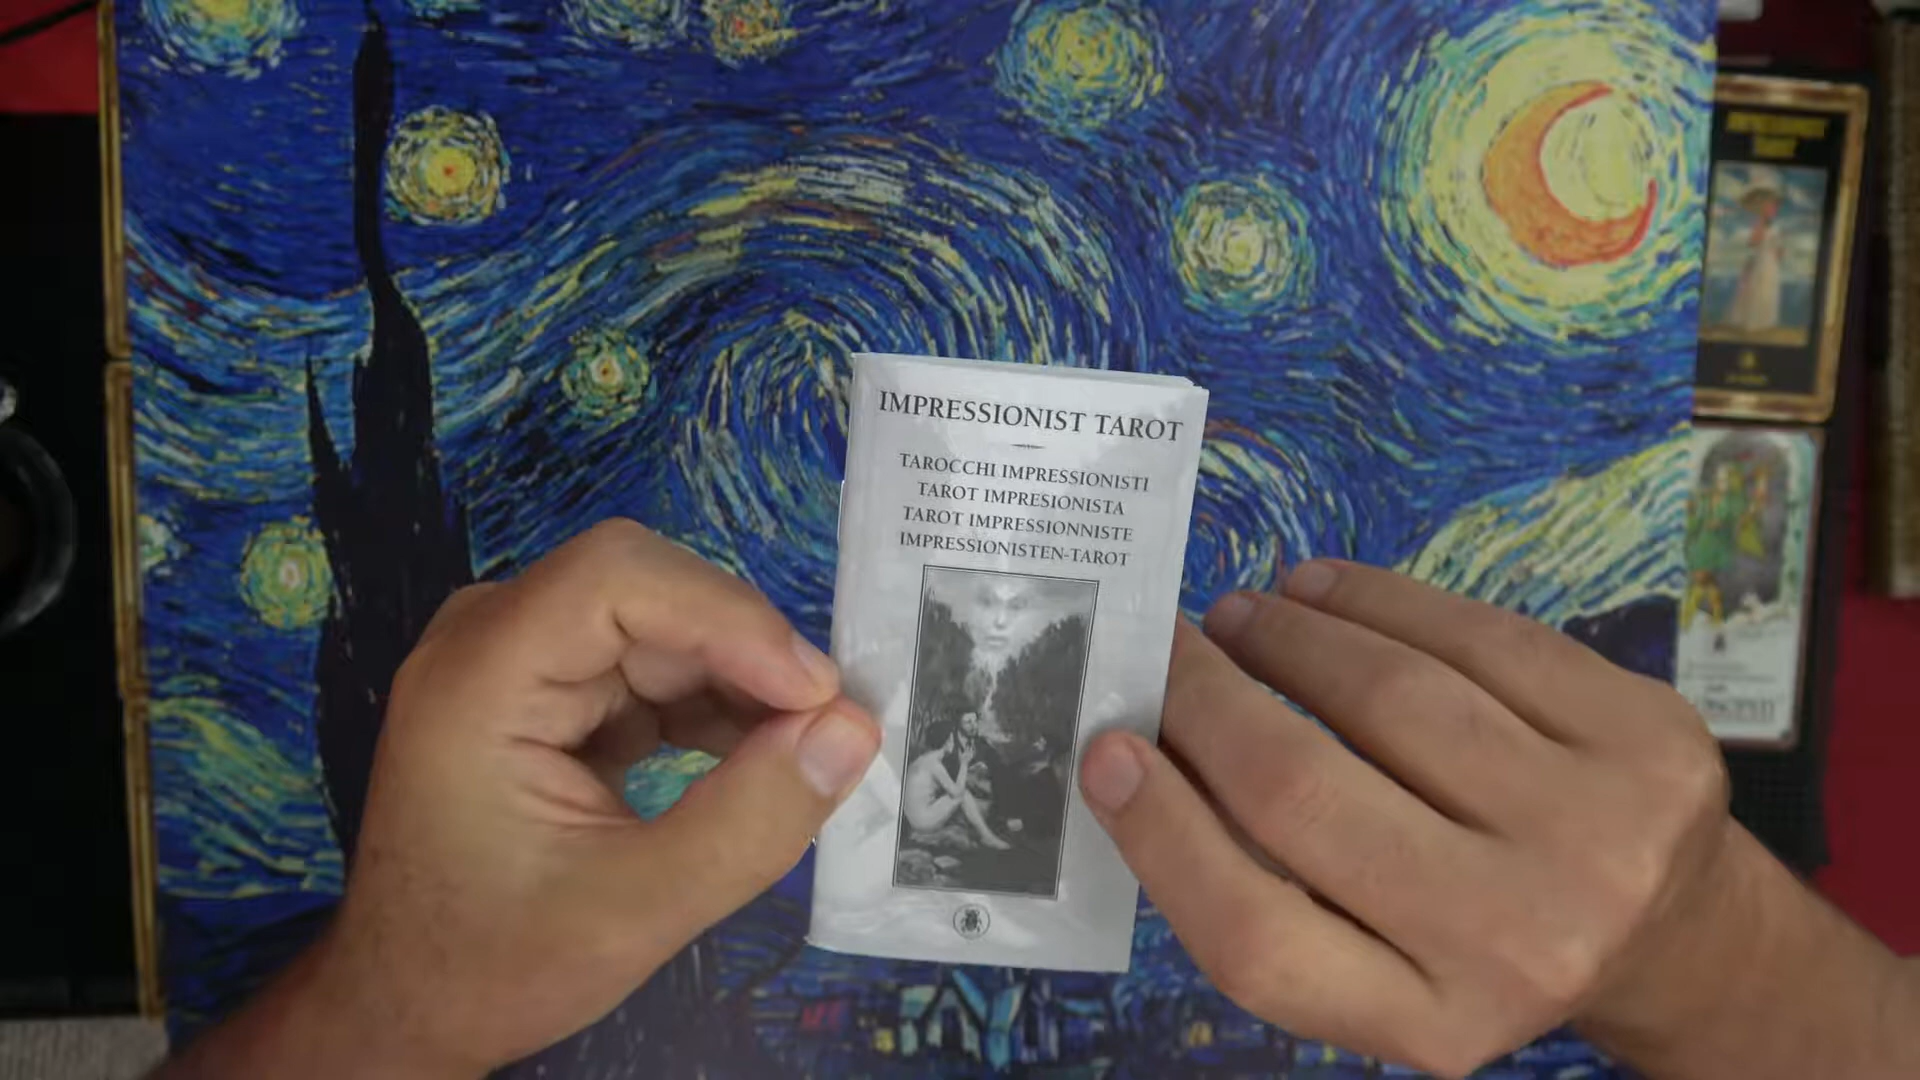 IMPRESSIONIST TAROT
TAROCCHI IMPRESSIONISTI
TAROT IMPRESIONISTA
TAROT IMPRESSIONNISTE
IMPRESSIONISTEN-TAROT